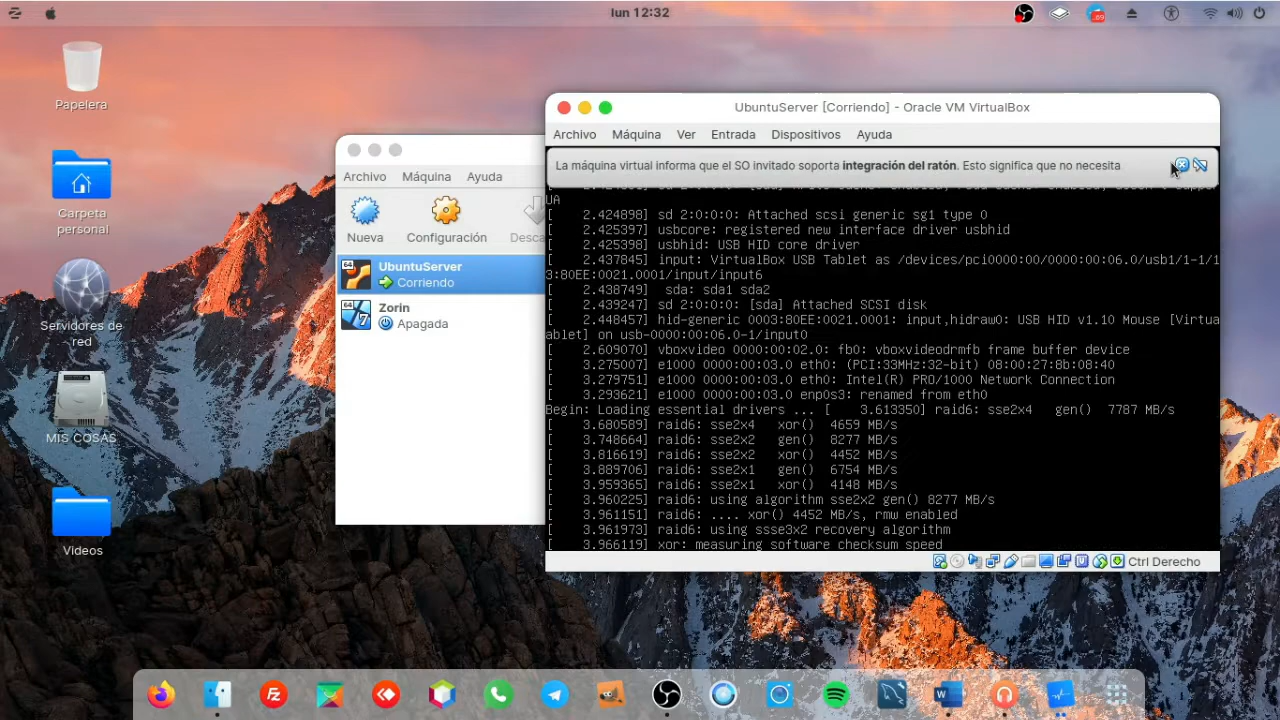 lun 12:32
.69
Papelera
Carpeta
personal
Servidores de
red
MIS COSAS
Vídeos
Archivo Máquina Ayuda
Nueva Configuración Desca
64 UbuntuServer
Corriendo
64 Zorin
Apagada
UbuntuServer [Corriendo] - Oracle VM VirtualBox
Archivo Máquina Ver Entrada Dispositivos Ayuda
La máquina virtual informa que el SO invitado soporta integración del ratón. Esto significa que no necesita
UA
[ 2.424898] sd 2:0:0:0: Attached scsi generic sg1 type 0
[ 2.425397] usbcore: registered new interface driver usbhid
[ 2.425398] usbhid: USB HID core driver
[ 2.437845] input: VirtualBox USB Tablet as /devices/pci0000:00/0000:00:06.0/usb1/1-1/1
3:80EE:0021.0001/input/input6
[ 2.438749] sda: sda1 sda2
[ 2.439247] sd 2:0:0:0: [sda] Attached SCSI disk
[ 2.448457] hid-generic 0003:80EE:0021.0001: input,hidraw0: USB HID v1.10 Mouse [Virtua
ablet] on usb-0000:00:06.0-1/input0
[ 2.609070] vboxvideo 0000:00:02.0: fb0: vboxvideodrmfb frame buffer device
[ 3.275007] e1000 0000:00:03.0 eth0: (PCI:33MHz:32-bit) 08:00:27:8b:08:40
[ 3.279751] e1000 0000:00:03.0 eth0: Intel(R) PRO/1000 Network Connection
[ 3.293621] e1000 0000:00:03.0 enp0s3: renamed from eth0
Begin: Loading essential drivers ... [ 3.613350] raid6: sse2x4 gen() 7787 MB/s
[ 3.680589] raid6: sse2x4 xor() 4659 MB/s
[ 3.748664] raid6: sse2x2 gen() 8277 MB/s
[ 3.816619] raid6: sse2x2 xor() 4452 MB/s
[ 3.889706] raid6: sse2x1 gen() 6754 MB/s
[ 3.959365] raid6: sse2x1 xor() 4148 MB/s
[ 3.960225] raid6: using algorithm sse2x2 gen() 8277 MB/s
[ 3.961151] raid6: .... xor() 4452 MB/s, rmw enabled
[ 3.961973] raid6: using ssse3x2 recovery algorithm
[ 3.966119] xor: measuring software checksum speed
Ctrl Derecho